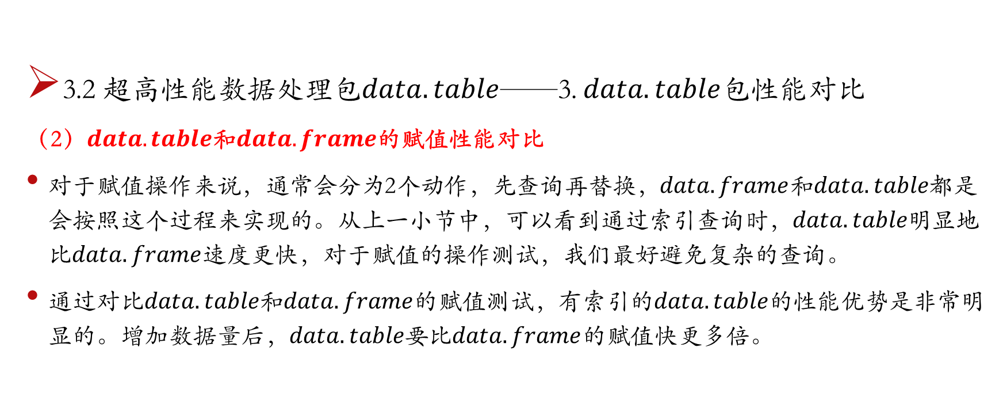 3.2 超高性能数据处理包data.table——3. data.table包性能对比
（2）data.table和data.frame的赋值性能对比
对于赋值操作来说，通常会分为2个动作，先查询再替换，data.frame和data.table都是
会按照这个过程来实现的。从上一小节中，可以看到通过索引查询时，data.table明显地
比data.frame速度更快，对于赋值的操作测试，我们最好避免复杂的查询。
通过对比data.table和data.frame的赋值测试，有索引的data.table的性能优势是非常明
显的。增加数据量后，data.table要比data.frame的赋值快更多倍。